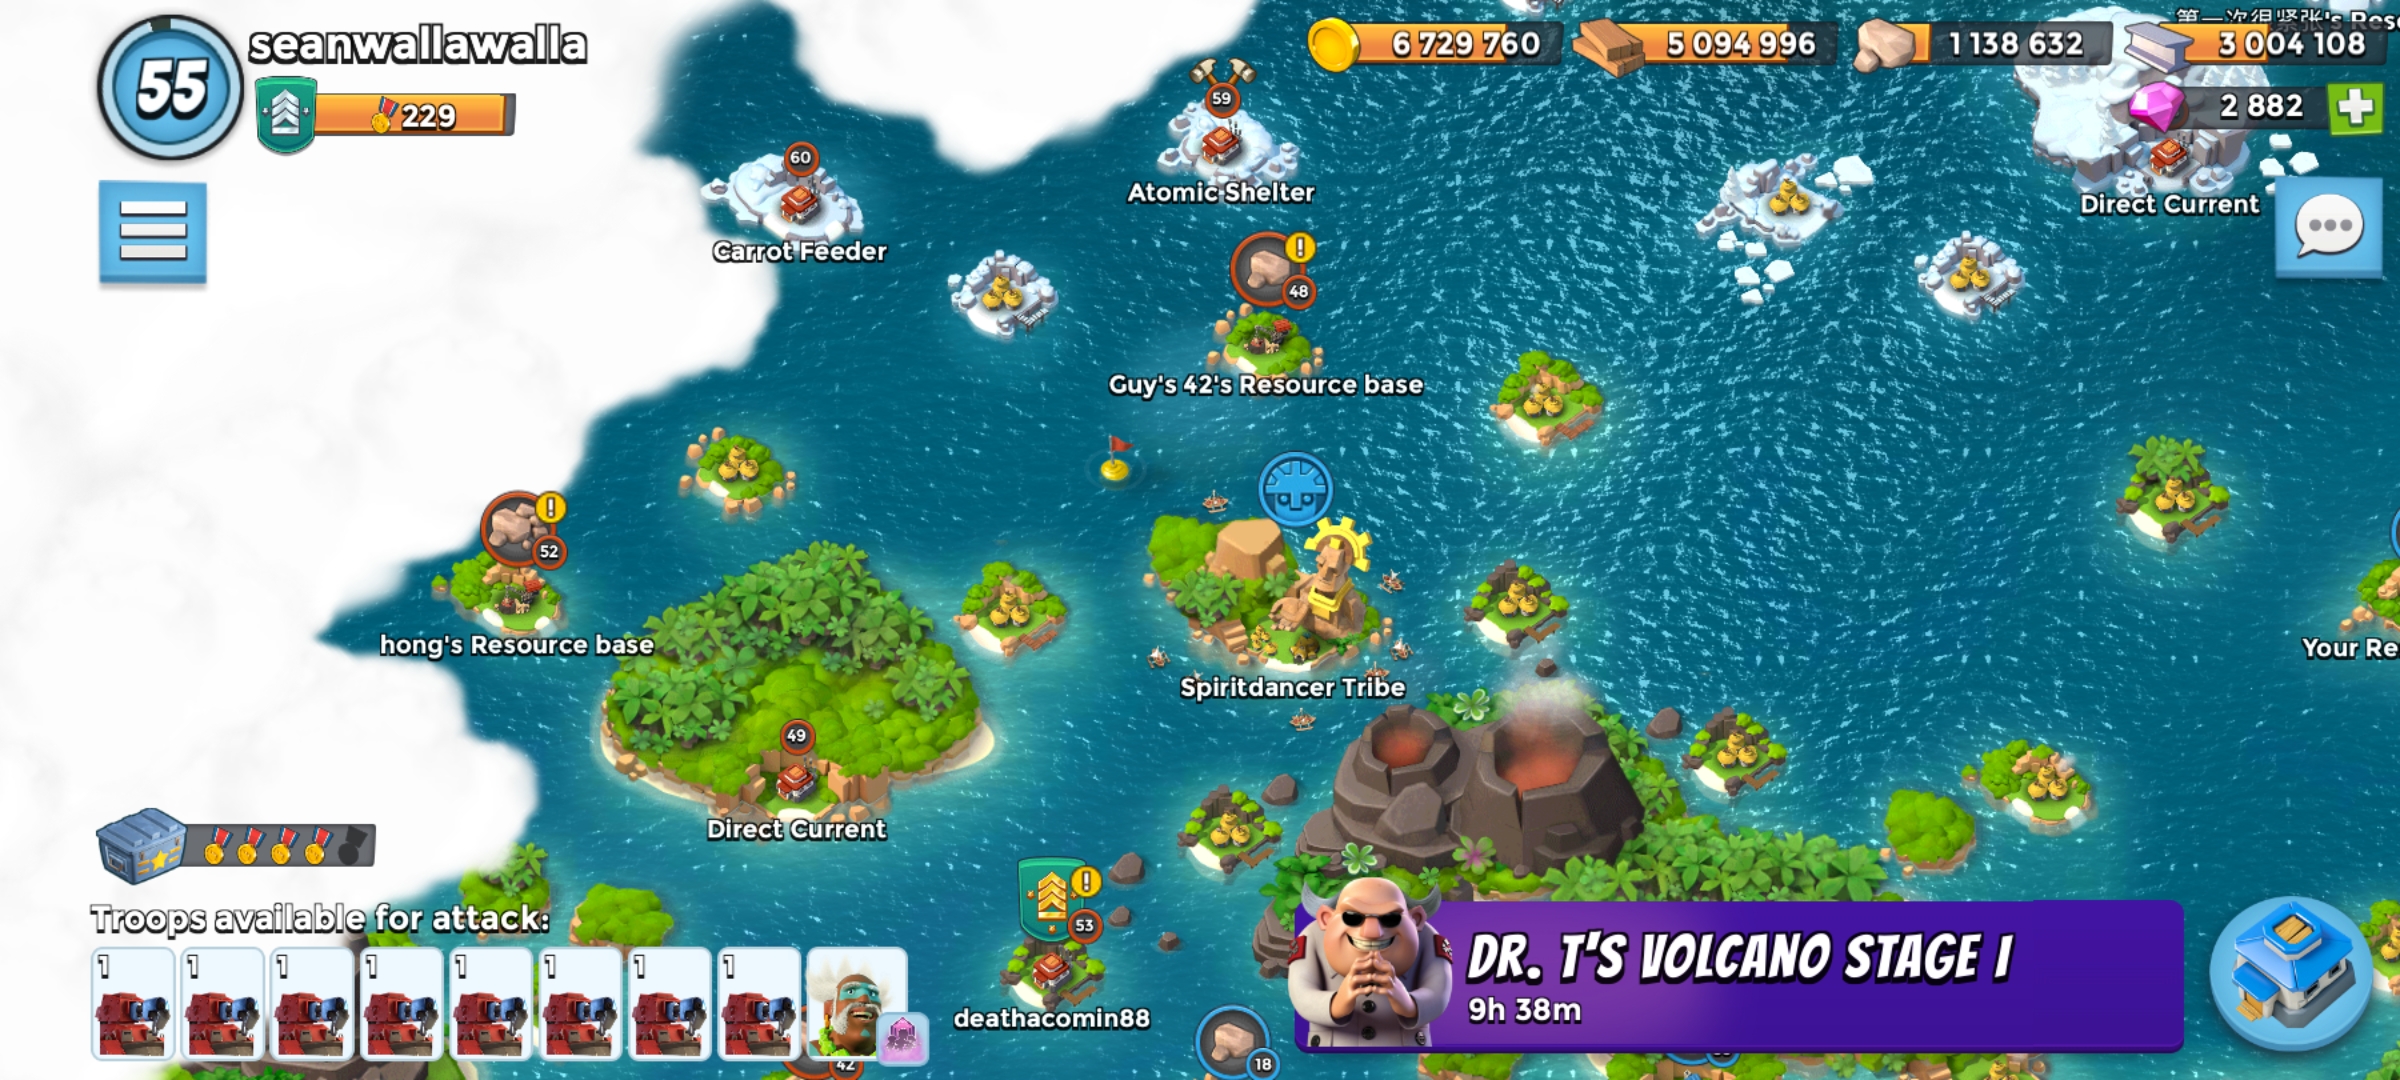 55
seanwallawalla
229
6 729 760
5 094 996
1 138 632
3 004 108
2 882
59
Atomic Shelter
60
Carrot Feeder
Direct Current
48
Guy's 42's Resource base
52
hong's Resource base
Spiritdancer Tribe
Your Re
49
Direct Current
53
deathacomin88
Troops available for attack:
1 1 1 1 1 1 1 1
42
18
DR. T'S VOLCANO STAGE I
9h 38m